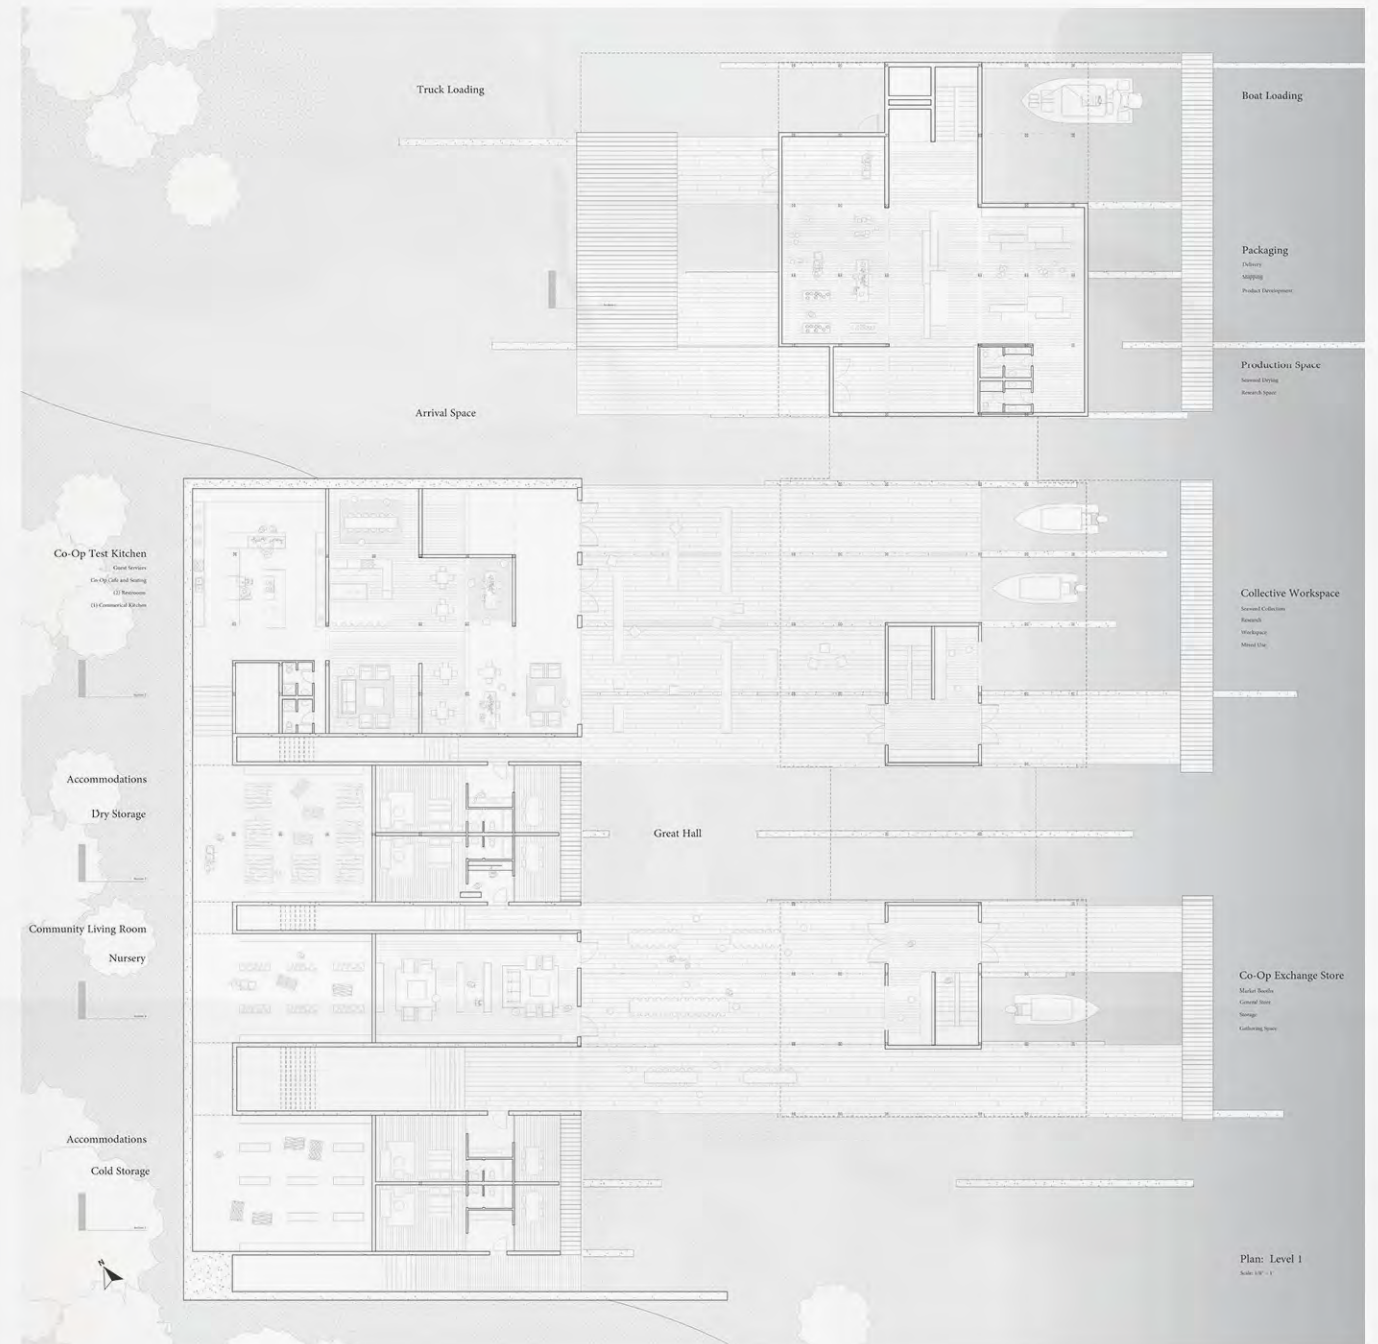 Truck Loading
Boat Loading
Packaging
Delivery
Shipping
Product Development
Production Space
Seaweed Drying
Research Space
Arrival Space
Co-Op Test Kitchen
Guest Services
Co-Op Cafe and Seating
(2) Restrooms
(1) Commerical Kitchen
Collective Workspace
Seaweed Collection
Research
Workspace
Mixed Use
Accommodations
Dry Storage
Great Hall
Community Living Room
Nursery
Co-Op Exchange Store
Market Booths
General Store
Storage
Gathering Space
Accommodations
Cold Storage
N
Plan: Level 1